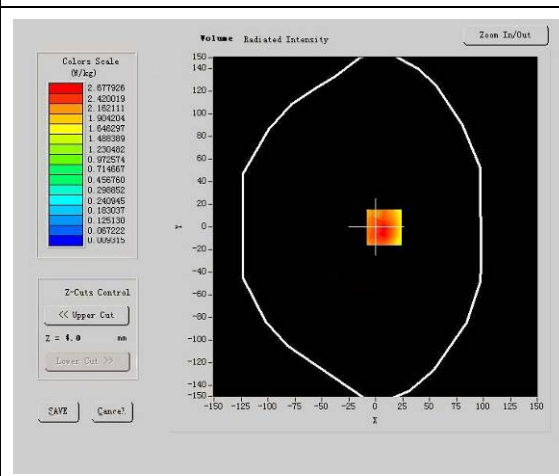 Volume Radiated Intensity
Zoom In/Out
Colors Scale
(W/kg)
2.677926
2.420019
2.162111
1.904204
1.646297
1.488389
1.230482
0.972574
0.714667
0.456760
0.298852
0.240945
0.183037
0.125130
0.067222
0.009315
150
140
120
100
80
60
40
20
0
-20
-40
-60
-80
-100
-120
-140
-150
Y
-150 -125 -100 -75 -50 -25 0 25 50 75 100 125 150
X
Z-Cuts Control
<< Upper Cut
Z = 4.0 mm
Lower Cut >>
SAVE
Cancel